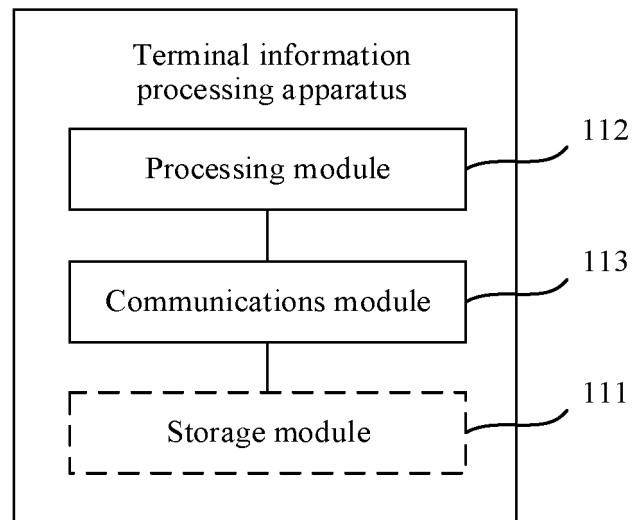 Terminal information
processing apparatus
Processing module
112
Communications module
113
Storage module
111